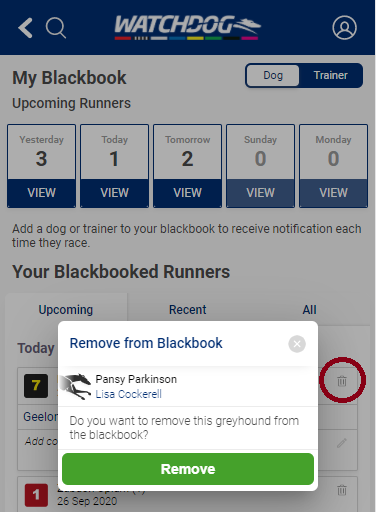 WATCHDOG
My Blackbook
Dog
Trainer
Upcoming Runners
Yesterday
3
VIEW
Today
1
VIEW
Tomorrow
2
VIEW
Sunday
0
VIEW
Monday
0
VIEW
Add a dog or trainer to your blackbook to receive notification each
time they race.
Your Blackbooked Runners
Upcoming
Recent
All
Today
Remove from Blackbook
7
Pansy Parkinson
Lisa Cockerell
Geelon
Do you want to remove this greyhound from
the blackbook?
Add co
Remove
1
26 Sep 2020